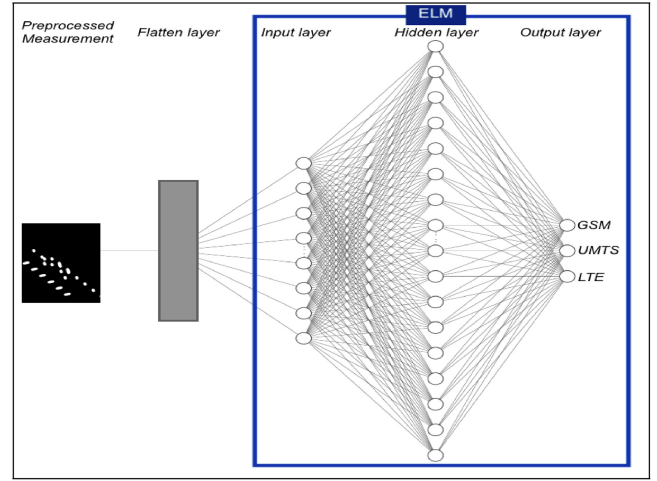 ELM
Preprocessed
Measurement
Flatten layer
Input layer
Hidden layer
Output layer
GSM
UMTS
LTE